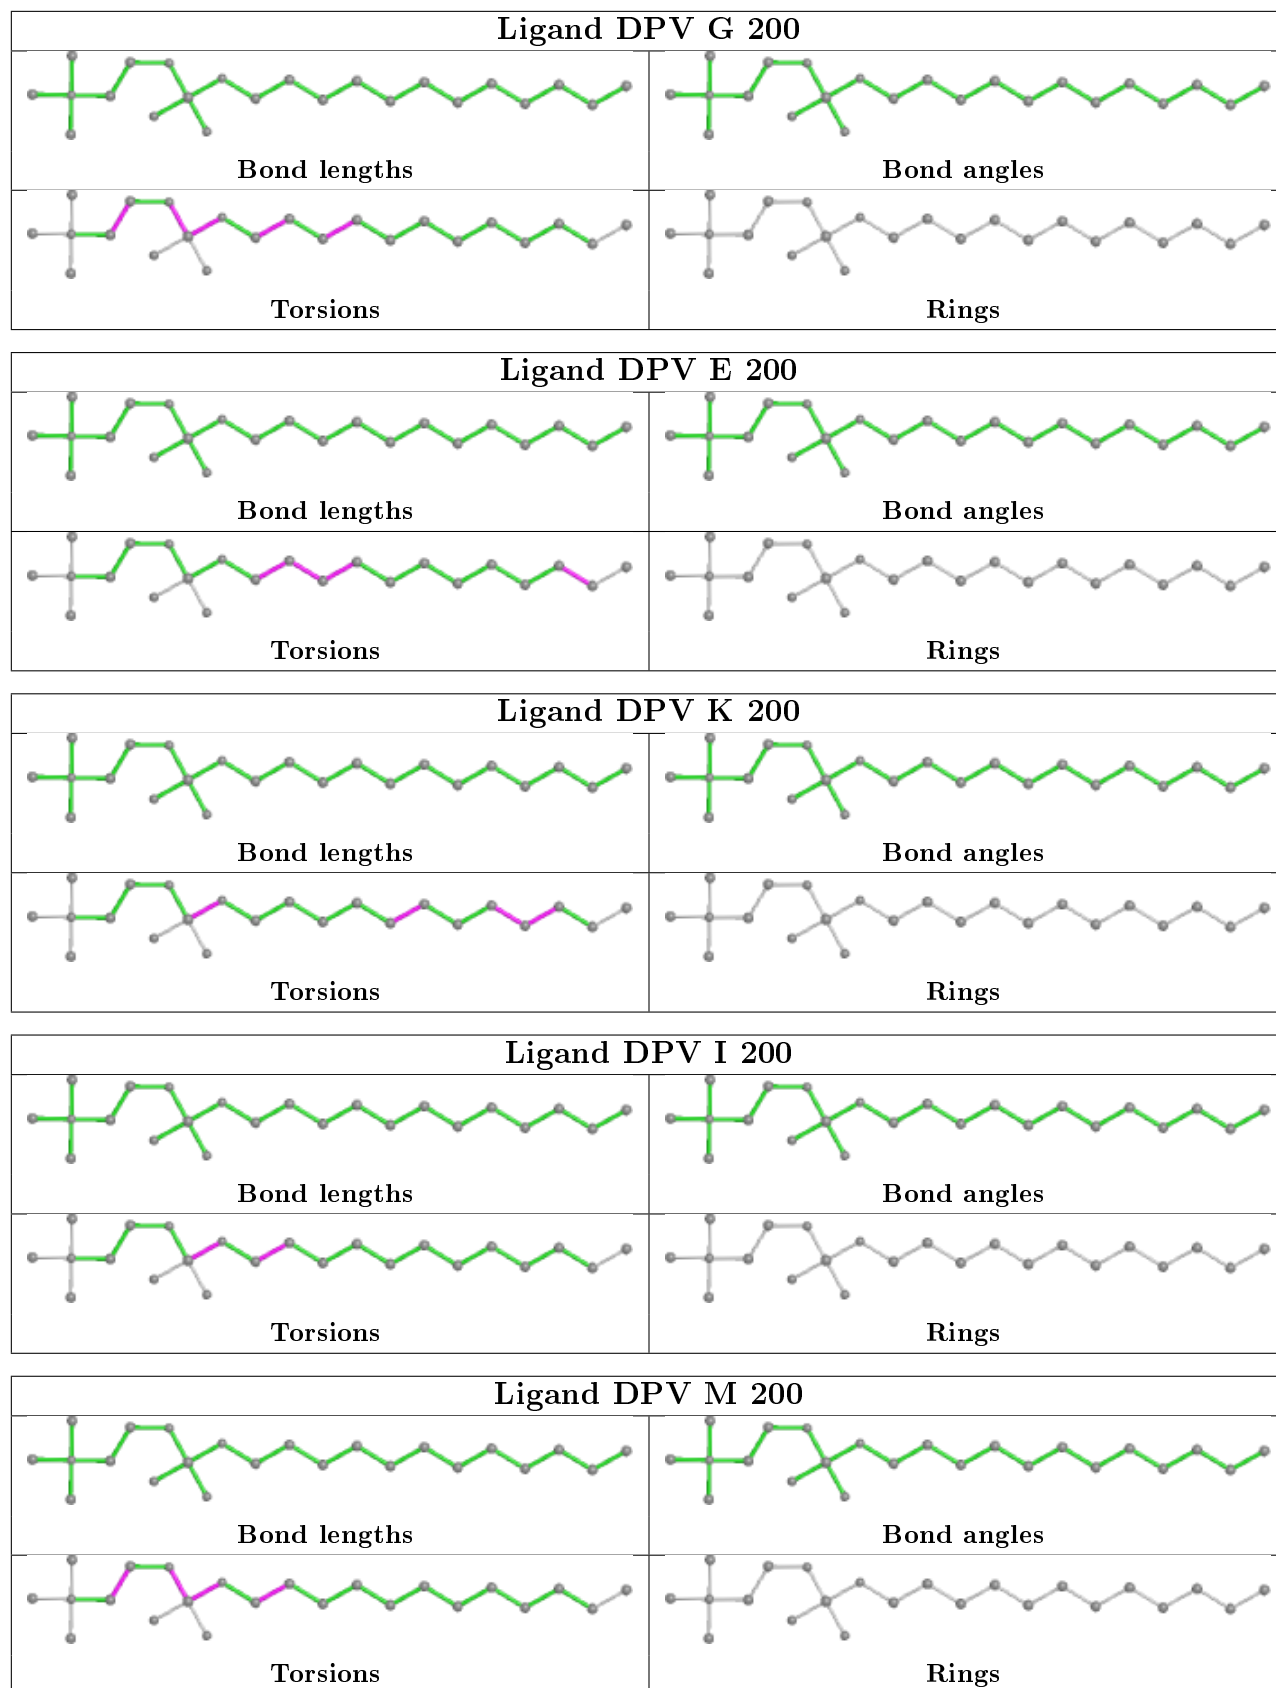 Ligand DPV G 200
Bond lengths
Bond angles
Torsions
Rings
Ligand DPV E 200
Bond lengths
Bond angles
Torsions
Rings
Ligand DPV K 200
Bond lengths
Bond angles
Torsions
Rings
Ligand DPV I 200
Bond lengths
Bond angles
Torsions
Rings
Ligand DPV M 200
Bond lengths
Bond angles
Torsions
Rings